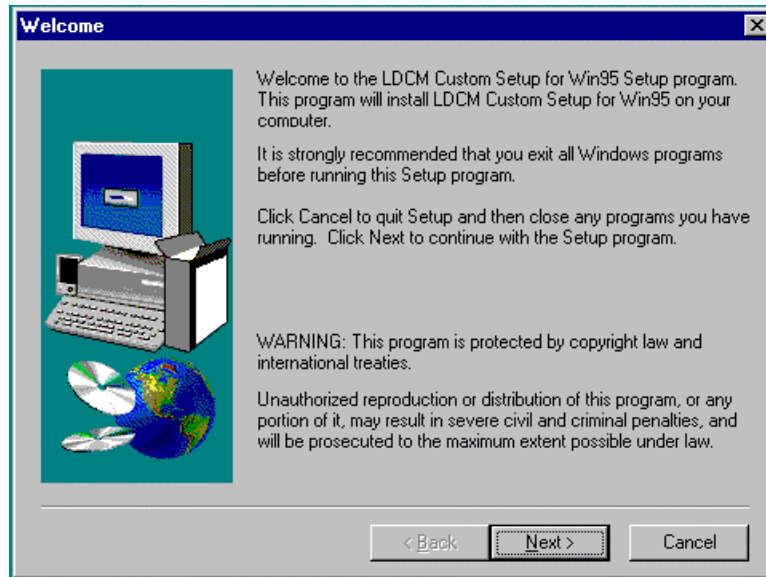 Welcome
Welcome to the LDCM Custom Setup for Win95 Setup program.
This program will install LDCM Custom Setup for Win95 on your
computer.
It is strongly recommended that you exit all Windows programs
before running this Setup program.
Click Cancel to quit Setup and then close any programs you have
running.  Click Next to continue with the Setup program.
WARNING: This program is protected by copyright law and
international treaties.
Unauthorized reproduction or distribution of this program, or any
portion of it, may result in severe civil and criminal penalties, and
will be prosecuted to the maximum extent possible under law.
< Back Next > Cancel